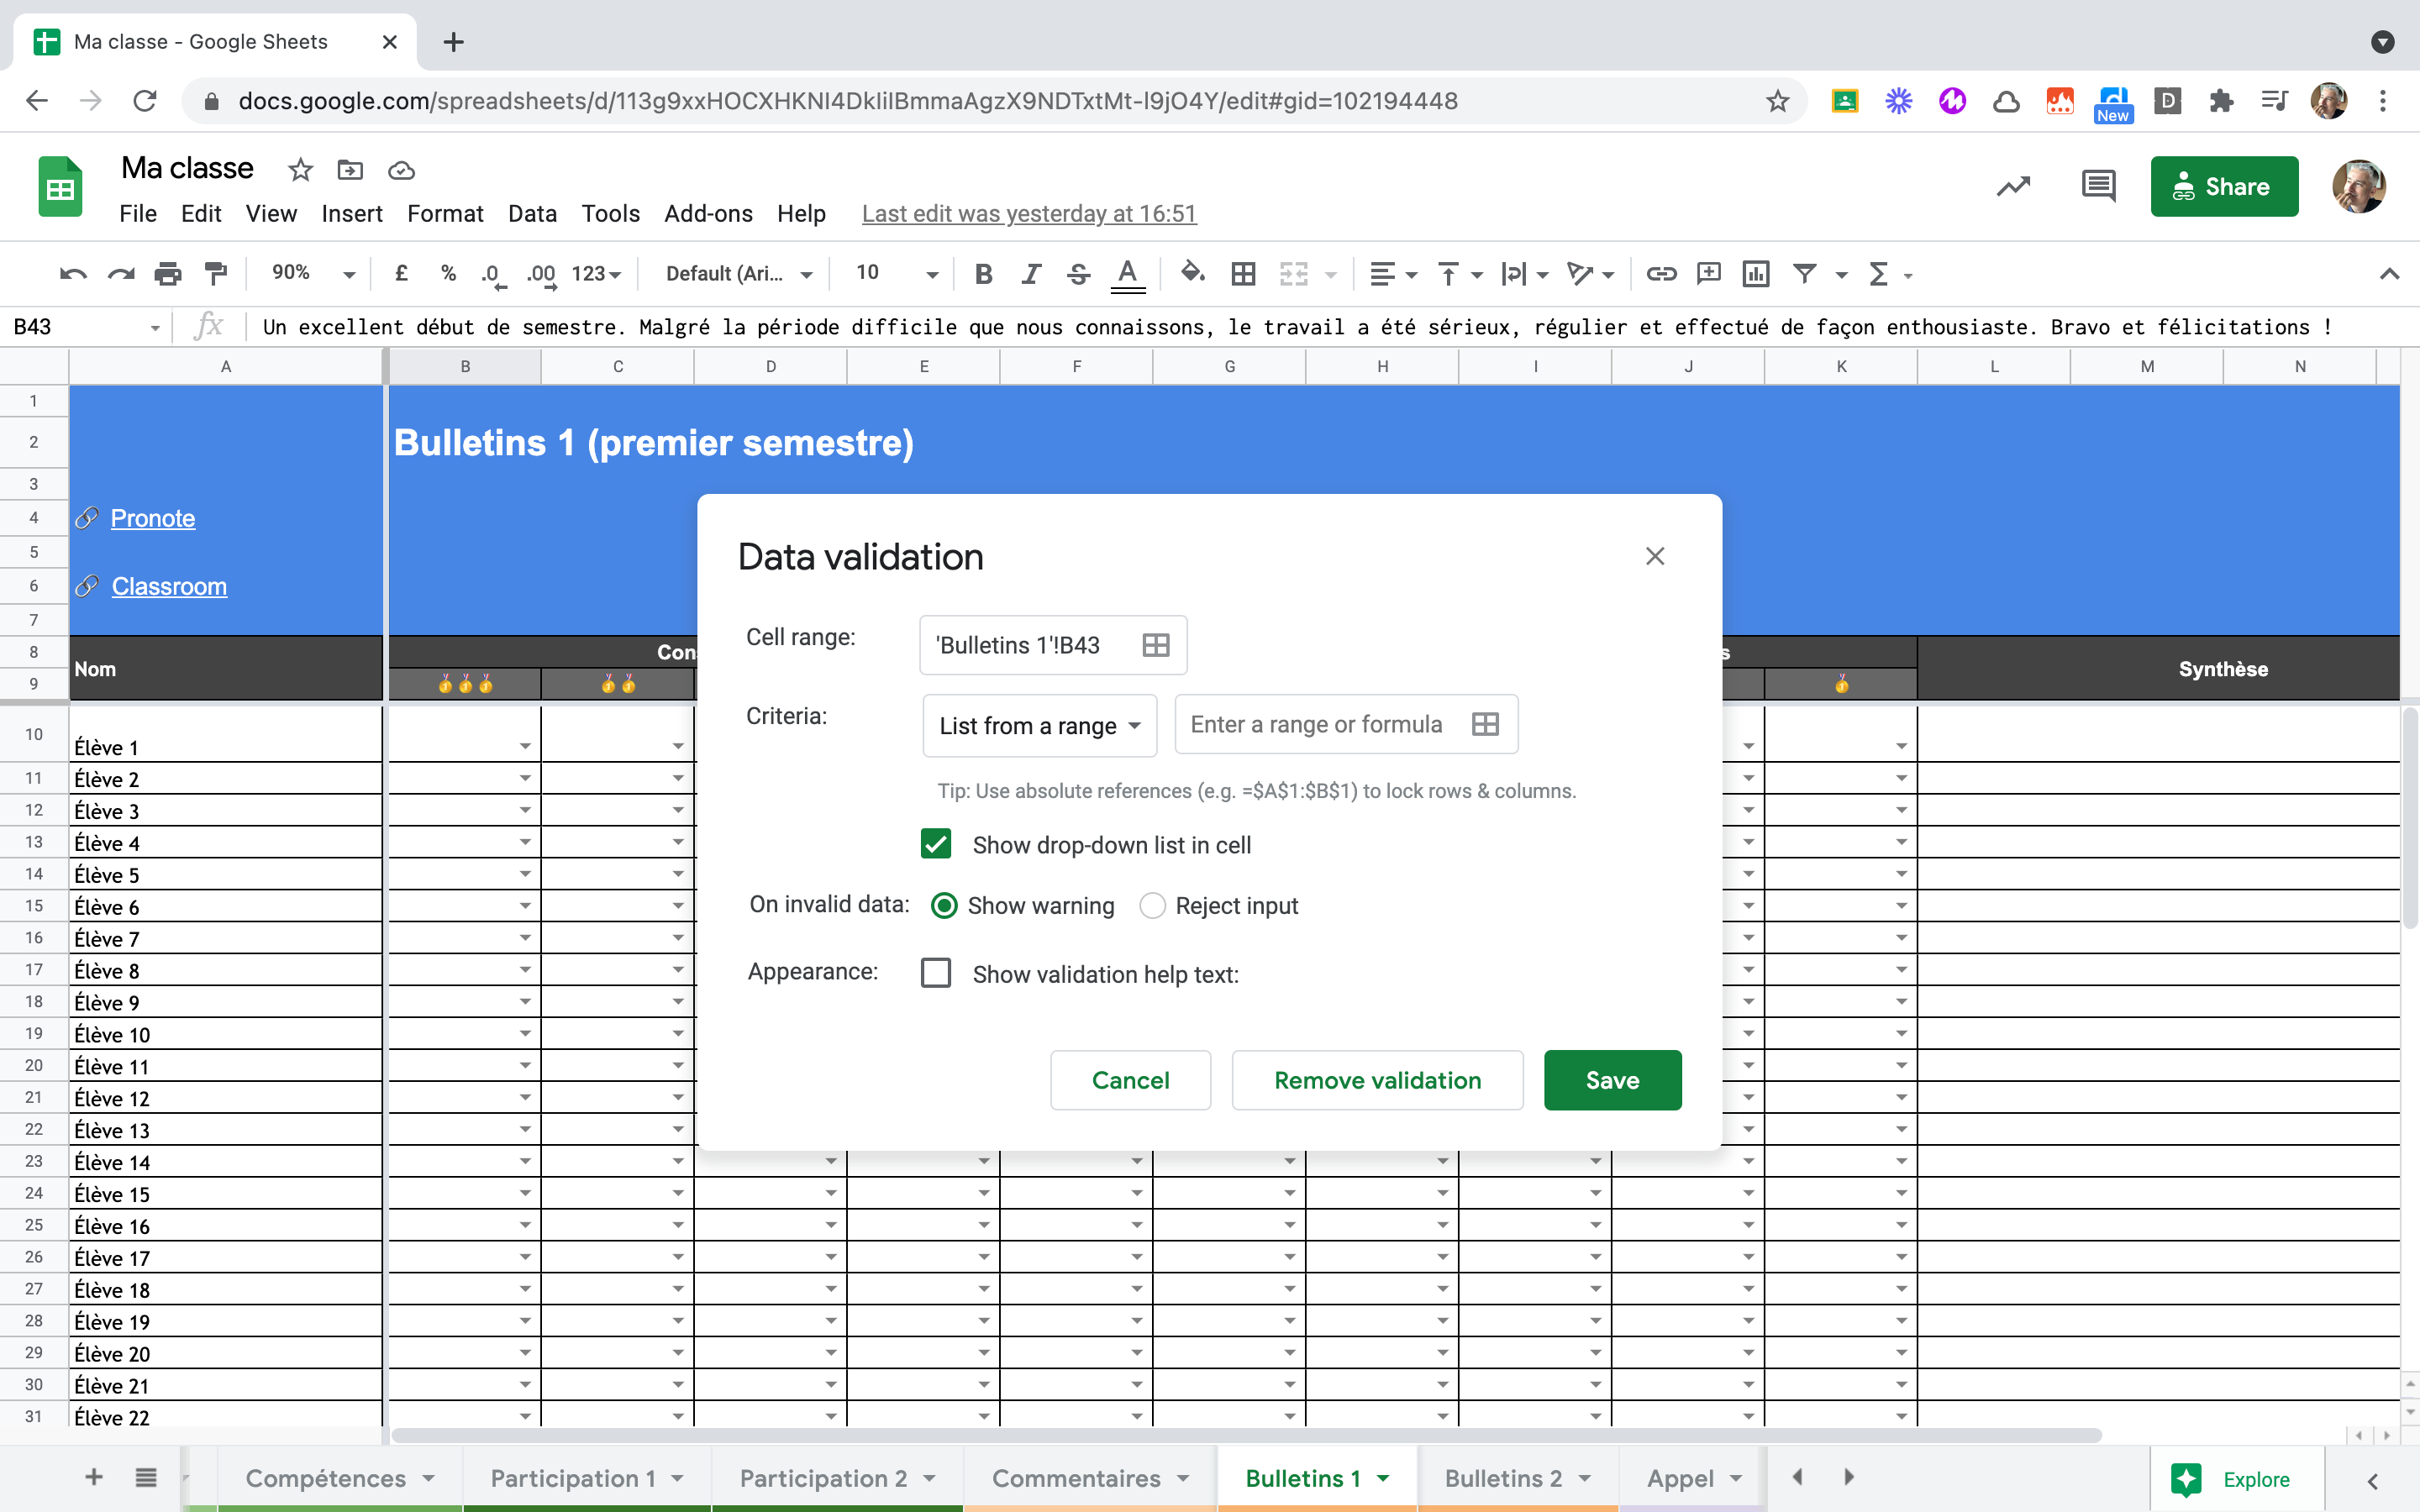 Ma classe - Google Sheets
docs.google.com/spreadsheets/d/113g9xxHOCXHKNI4DkliIBmmaAgzX9NDTxtMt-I9jO4Y/edit#gid=102194448
New
Ma classe
File Edit View Insert Format Data Tools Add-ons Help Last edit was yesterday at 16:51
Share
90% £ % .0 .00 123 Default (Ari... 10 B I S A
B43 fx Un excellent début de semestre. Malgré la période difficile que nous connaissons, le travail a été sérieux, régulier et effectué de façon enthousiaste. Bravo et félicitations !
A B C D E F G H I J K L M N
1
2 Bulletins 1 (premier semestre)
3
4 Pronote
5
6 Classroom
7
8 Nom Con s Synthèse
9
10 Élève 1
11 Élève 2
12 Élève 3
13 Élève 4
14 Élève 5
15 Élève 6
16 Élève 7
17 Élève 8
18 Élève 9
19 Élève 10
20 Élève 11
21 Élève 12
22 Élève 13
23 Élève 14
24 Élève 15
25 Élève 16
26 Élève 17
27 Élève 18
28 Élève 19
29 Élève 20
30 Élève 21
31 Élève 22
Data validation
Cell range: 'Bulletins 1'!B43
Criteria: List from a range Enter a range or formula
Tip: Use absolute references (e.g. =$A$1:$B$1) to lock rows & columns.
Show drop-down list in cell
On invalid data: Show warning Reject input
Appearance: Show validation help text:
Cancel Remove validation Save
Compétences Participation 1 Participation 2 Commentaires Bulletins 1 Bulletins 2 Appel Explore